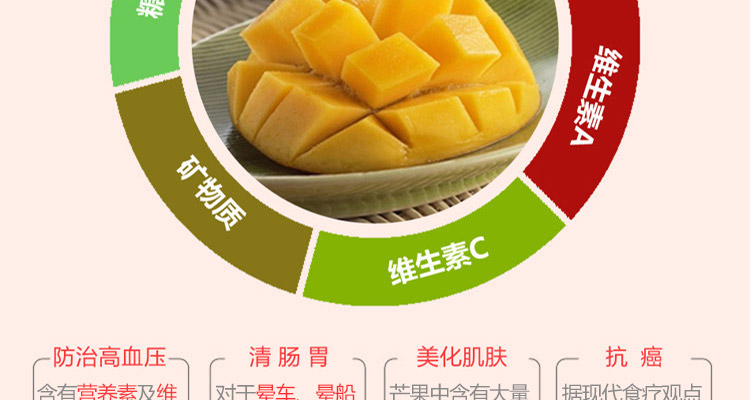 糖
维生素A
矿物质
维生素C
防治高血压
含有营养素及维
清肠胃
对于晕车、晕船
美化肌肤
芒果中含有大量
抗癌
据现代食疗观点